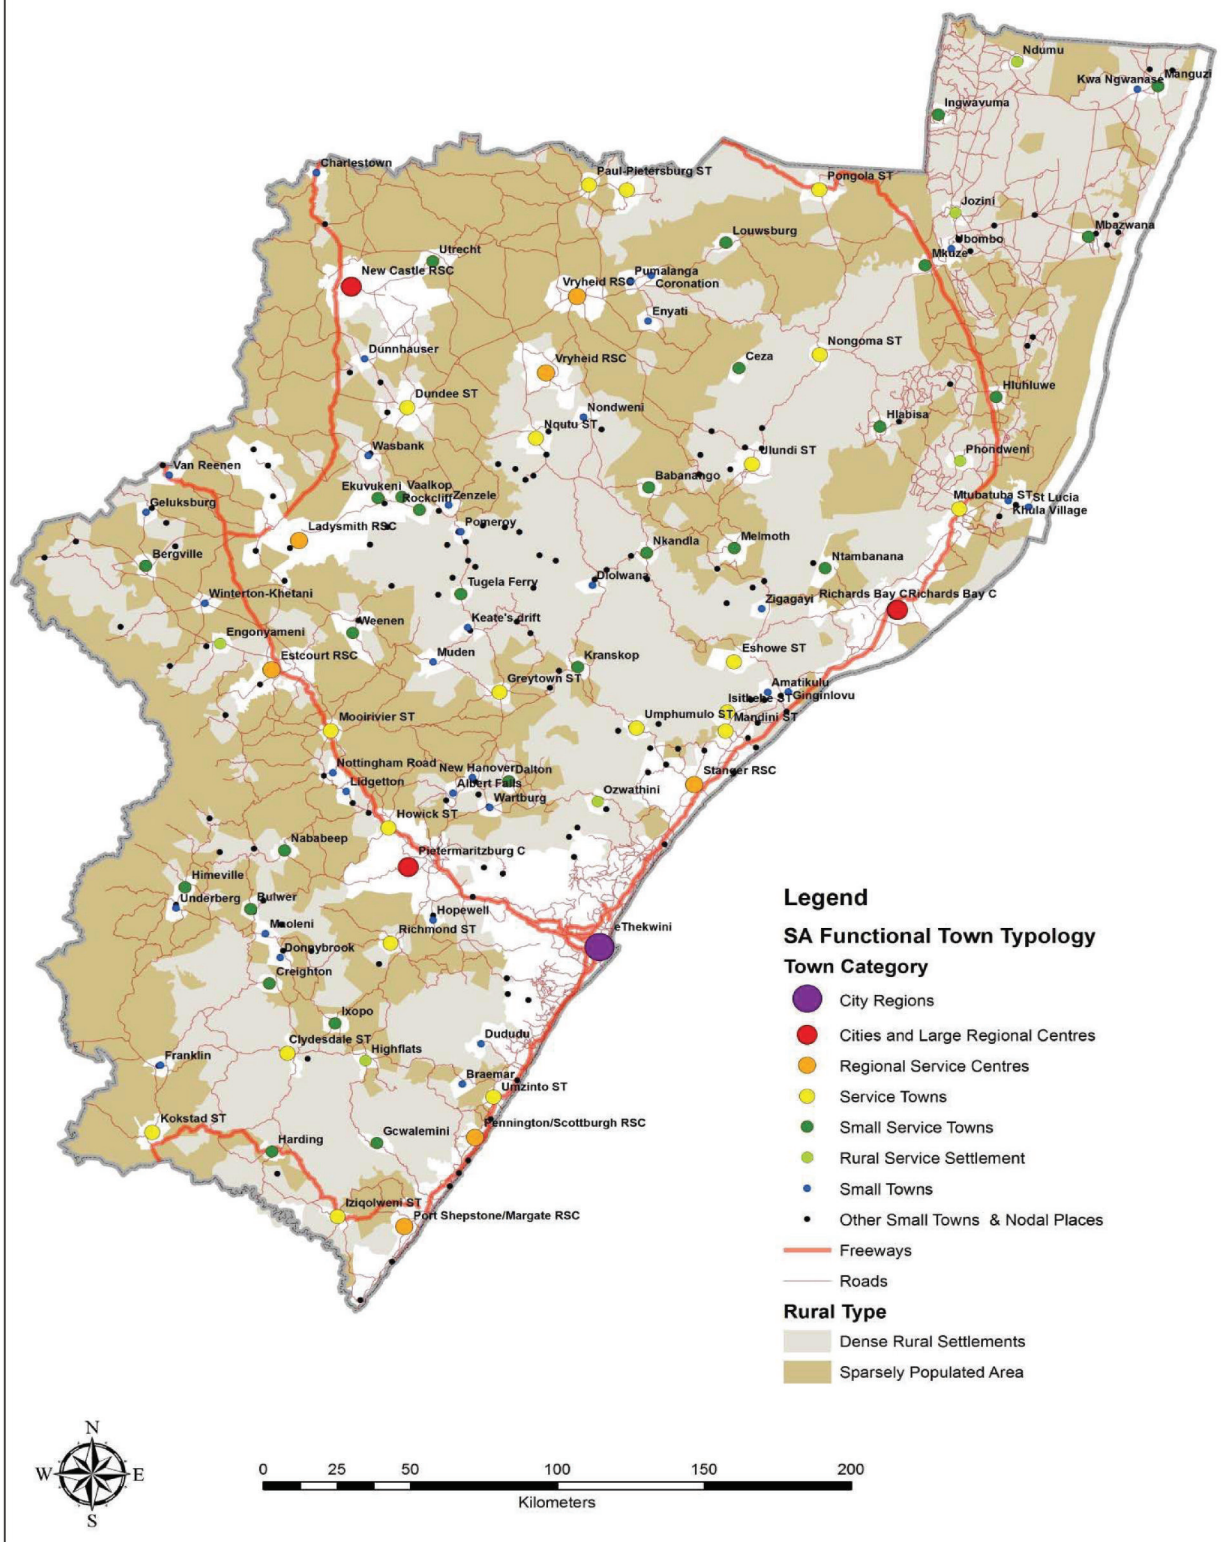 Ndumu
Manguzi
Kwa Ngwanase
Ingwavuma
Charlestown
Paul-Pietersburg ST
Pongola ST
Jozini
Mbazwana
Louwsburg
Ubombo
Utrecht
Mkuze
New Castle RSC
Pumalanga
Vryheid RSC
Coronation
Enyati
Nongoma ST
Dunnhauser
Vryheid RSC
Ceza
Hluhluwe
Dundee ST
Nondweni
Hlabisa
Nqutu ST
Wasbank
Ulundi ST
Phondweni
Van Reenen
Babanango
Ekuvukeni
Vaalkop
Mtubatuba ST
St Lucia
Rockcliff
Zenzele
Geluksburg
Khula Village
Ladysmith RSC
Pomeroy
Nkandla
Melmoth
Bergville
Ntambanana
Dlolwana
Tugela Ferry
Winterton-Khetani
Zigagayi
Richards Bay C
Richards Bay C
Weenen
Keate's drift
Engonyameni
Eshowe ST
Estcourt RSC
Muden
Kranskop
Greytown ST
Amatikulu
Isithebe ST
Ginginlovu
Mooirivier ST
Umphumulo ST
Mandini ST
Nottingham Road
New Hanover
Dalton
Stanger RSC
Lidgetton
Albert Falls
Ozwathini
Wartburg
Howick ST
Nababeep
Pietermaritzburg C
Himeville
Underberg
Bulwer
Hopewell
Richmond ST
eThekwini
Donnybrook
Creighton
Ixopo
Clydesdale ST
Dududu
Highflats
Franklin
Braemar
Umzinto ST
Kokstad ST
Pennington/Scottburgh RSC
Gcwalemini
Harding
Iziqolweni ST
Port Shepstone/Margate RSC
Legend
SA Functional Town Typology
Town Category
City Regions
Cities and Large Regional Centres
Regional Service Centres
Service Towns
Small Service Towns
Rural Service Settlement
Small Towns
Other Small Towns & Nodal Places
Freeways
Roads
Rural Type
Dense Rural Settlements
Sparsely Populated Area
N
W
E
S
0 25 50 100 150 200
Kilometers